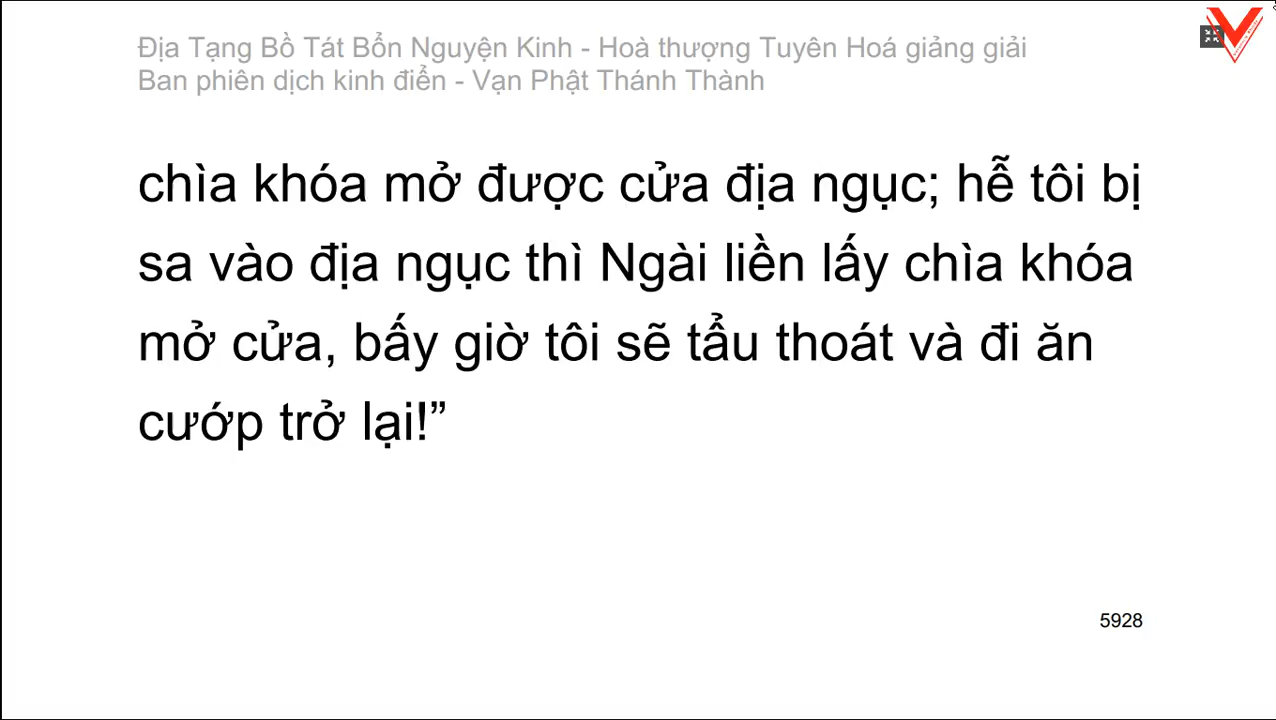 Địa Tạng Bồ Tát Bổn Nguyện Kinh - Hoà thượng Tuyên Hoá giảng giải
Ban phiên dịch kinh điển - Vạn Phật Thánh Thành
chìa khóa mở được cửa địa ngục; hễ tôi bị
sa vào địa ngục thì Ngài liền lấy chìa khóa
mở cửa, bấy giờ tôi sẽ tẩu thoát và đi ăn
cướp trở lại!”
5928